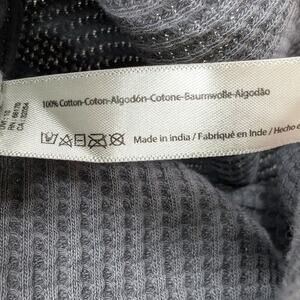 100% Cotton-Coton-Algodón-Cotone-Baumwolle-Algodão
Made in india / Fabriqué en Inde / Hecho e